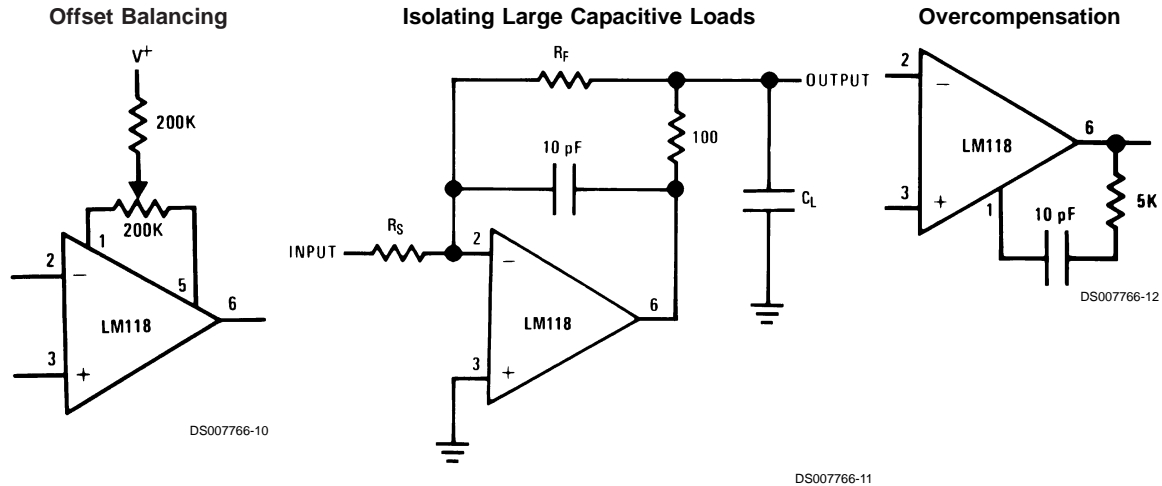 Offset Balancing
V+
200K
200K
1
2
−
5
6
LM118
3
+
DS007766-10
Isolating Large Capacitive Loads
RF
OUTPUT
100
10 pF
CL
RS
INPUT
2
−
6
LM118
3
+
DS007766-11
Overcompensation
2
−
6
LM118
3
+
1
10 pF
5K
DS007766-12